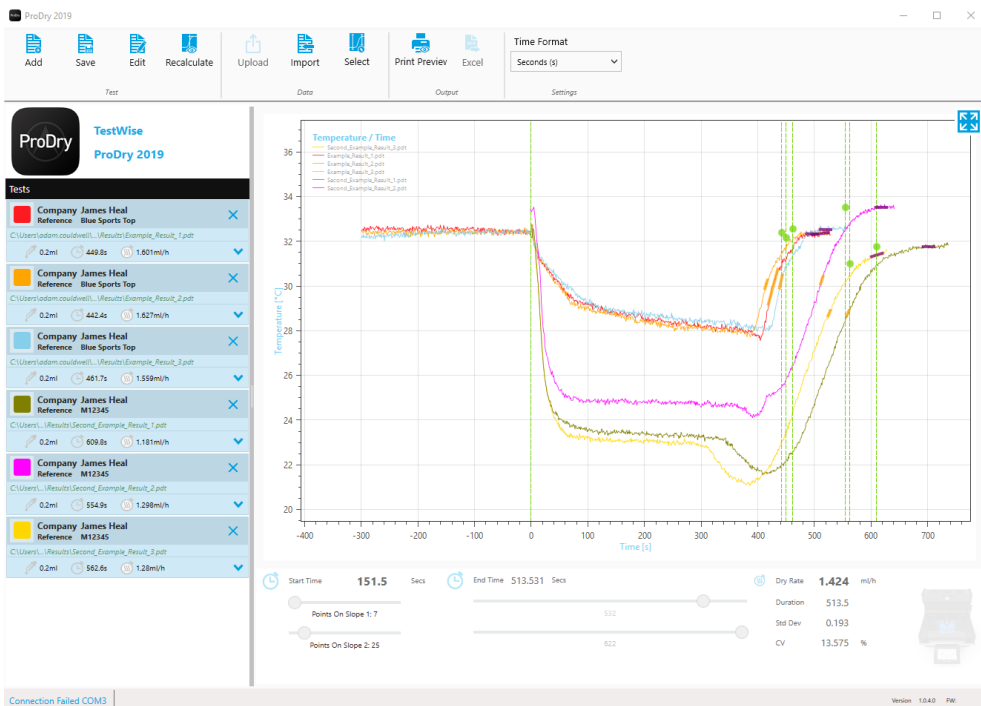 ProDry 2019
Add Save Edit Recalculate Upload Import Select Print Preview Excel
Time Format
Seconds (s)
Test Data Output Settings
ProDry
TestWise
ProDry 2019
Tests
Company James Heal
Reference Blue Sports Top
C:\Users\adam.couldwell\...\Results\Example_Result_1.pdt
0.2ml 449.8s 1.601ml/h
Company James Heal
Reference Blue Sports Top
C:\Users\adam.couldwell\...\Results\Example_Result_2.pdt
0.2ml 442.4s 1.627ml/h
Company James Heal
Reference Blue Sports Top
C:\Users\adam.couldwell\...\Results\Example_Result_3.pdt
0.2ml 461.7s 1.559ml/h
Company James Heal
Reference M12345
C:\Users\...\Results\Second_Example_Result_1.pdt
0.2ml 609.8s 1.181ml/h
Company James Heal
Reference M12345
C:\Users\...\Results\Second_Example_Result_2.pdt
0.2ml 554.9s 1.298ml/h
Company James Heal
Reference M12345
C:\Users\...\Results\Second_Example_Result_3.pdt
0.2ml 562.6s 1.28ml/h
Temperature / Time
Second_Example_Result_3.pdt
Example_Result_1.pdt
Example_Result_2.pdt
Example_Result_3.pdt
Second_Example_Result_1.pdt
Second_Example_Result_2.pdt
Temperature [°C]
36
34
32
30
28
26
24
22
20
-400 -300 -200 -100 0 100 200 300 400 500 600 700
Time [s]
Start Time 151.5 Secs
Points On Slope 1: 7
Points On Slope 2: 25
End Time 513.531 Secs
532
622
Dry Rate 1.424 ml/h
Duration 513.5
Std Dev 0.193
CV 13.575 %
Connection Failed COM3
Version 1.0.4.0 FW: